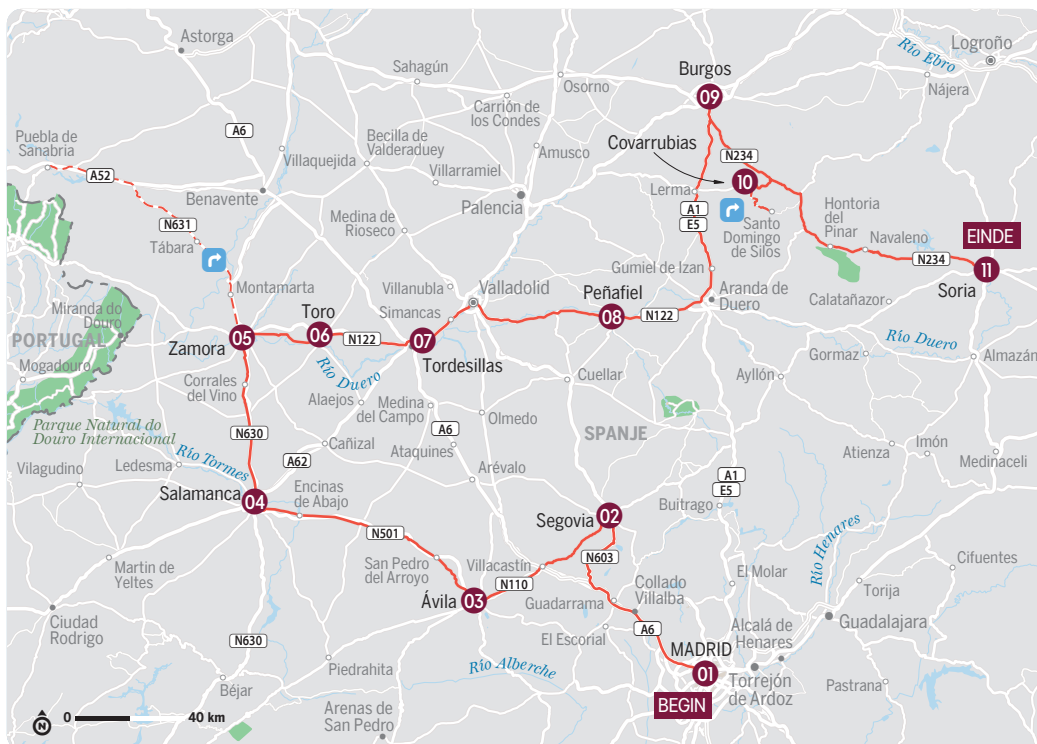 Astorga
Logroño
Río Ebro
Burgos
Sahagún
Osorno
09
Nájera
Carrión de
los Condes
Covarrubias
Puebla de
Sanabria
A6
Becilla de
Valderaduey
N234
Villaquejida
Amusco
A52
Villarramiel
10
Benavente
Lerma
Palencia
A1
E5
Hontoria
del
Pinar
EINDE
N631
Medina de
Rioseco
Santo
Domingo
de Silos
Navaleno
Tábara
N234
11
Gumiel de Izan
Soria
Montamarta
Villanubla
Valladolid
Peñafiel
Aranda de
Duero
Calatañazor
Miranda do
Douro
Toro
Simancas
08
N122
PORTUGAL
05
06
N122
07
Río Duero
Zamora
Tordesillas
Gormaz
Almazán
Mogadouro
Río Duero
Corrales
del Vino
Cuellar
Ayllón
Alaejos
Medina
del Campo
Olmedo
Parque Natural do
Douro Internacional
N630
A6
SPANJE
Cañizal
Imón
Río Tormes
A62
Ataquines
Atienza
Medinaceli
Vilagudino
Ledesma
Arévalo
A1
E5
Salamanca
04
Encinas
de Abajo
Segovia
02
Buitrago
N501
Río Henares
San Pedro
del Arroyo
Villacastín
N603
Cifuentes
Martin de
Yeltes
N110
Collado
Villalba
El Molar
Torija
Ávila
03
Guadarrama
Ciudad
Rodrigo
A6
Alcalá de
Henares
Guadalajara
N630
El Escorial
MADRID
Piedrahita
Río Alberche
01
Torrejón
de Ardoz
Béjar
Pastrana
BEGIN
N
0
40 km
Arenas de
San Pedro